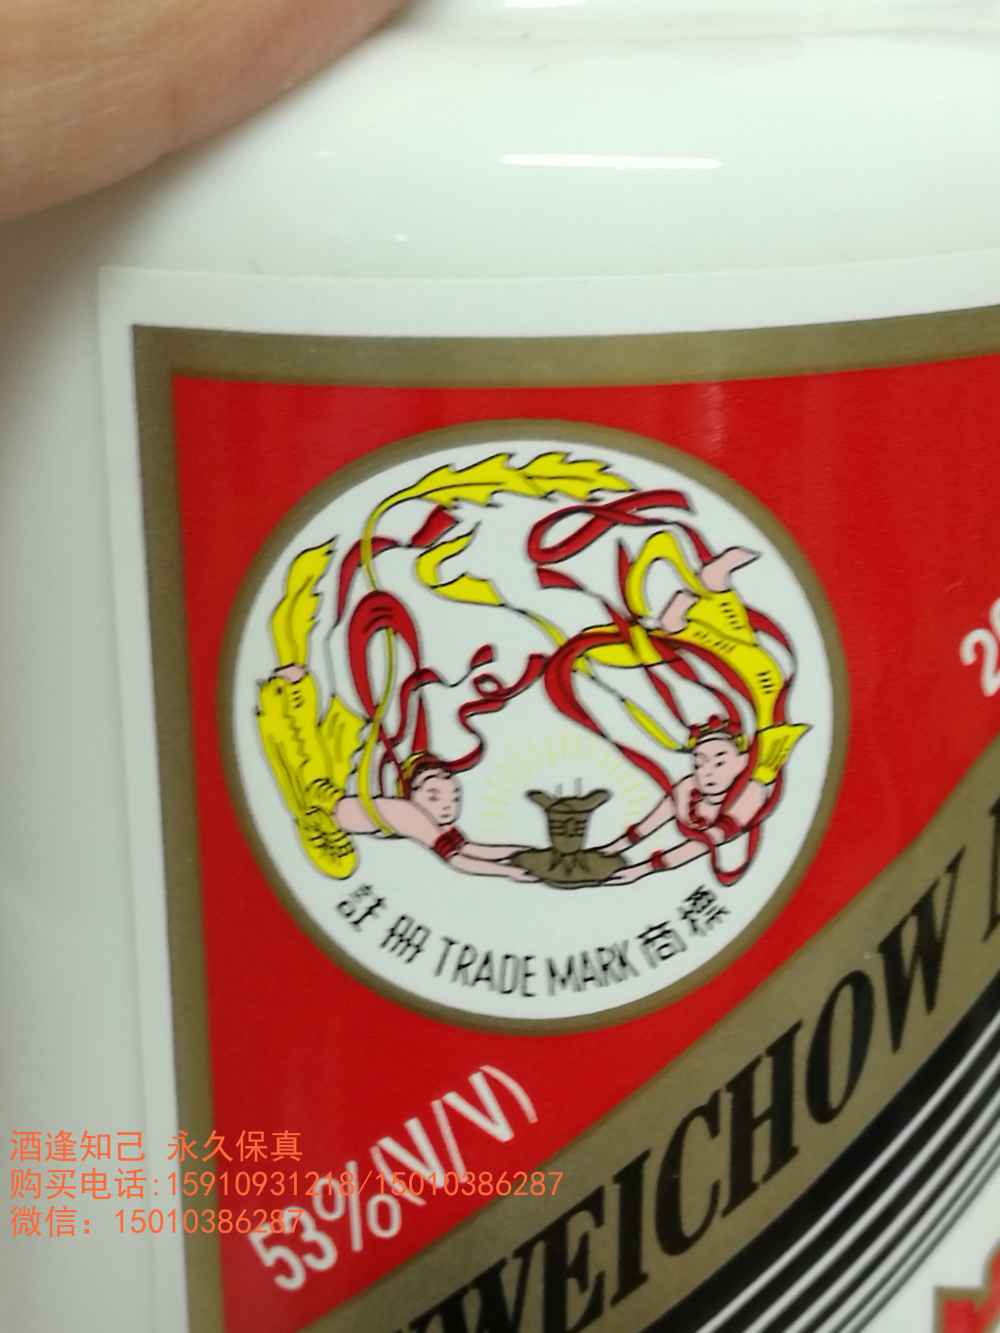 註冊 TRADE MARK 商標
53%(V/V)
WEICHOW
酒逢知己 永久保真
购买电话:15910931218/15010386287
微信：15010386287